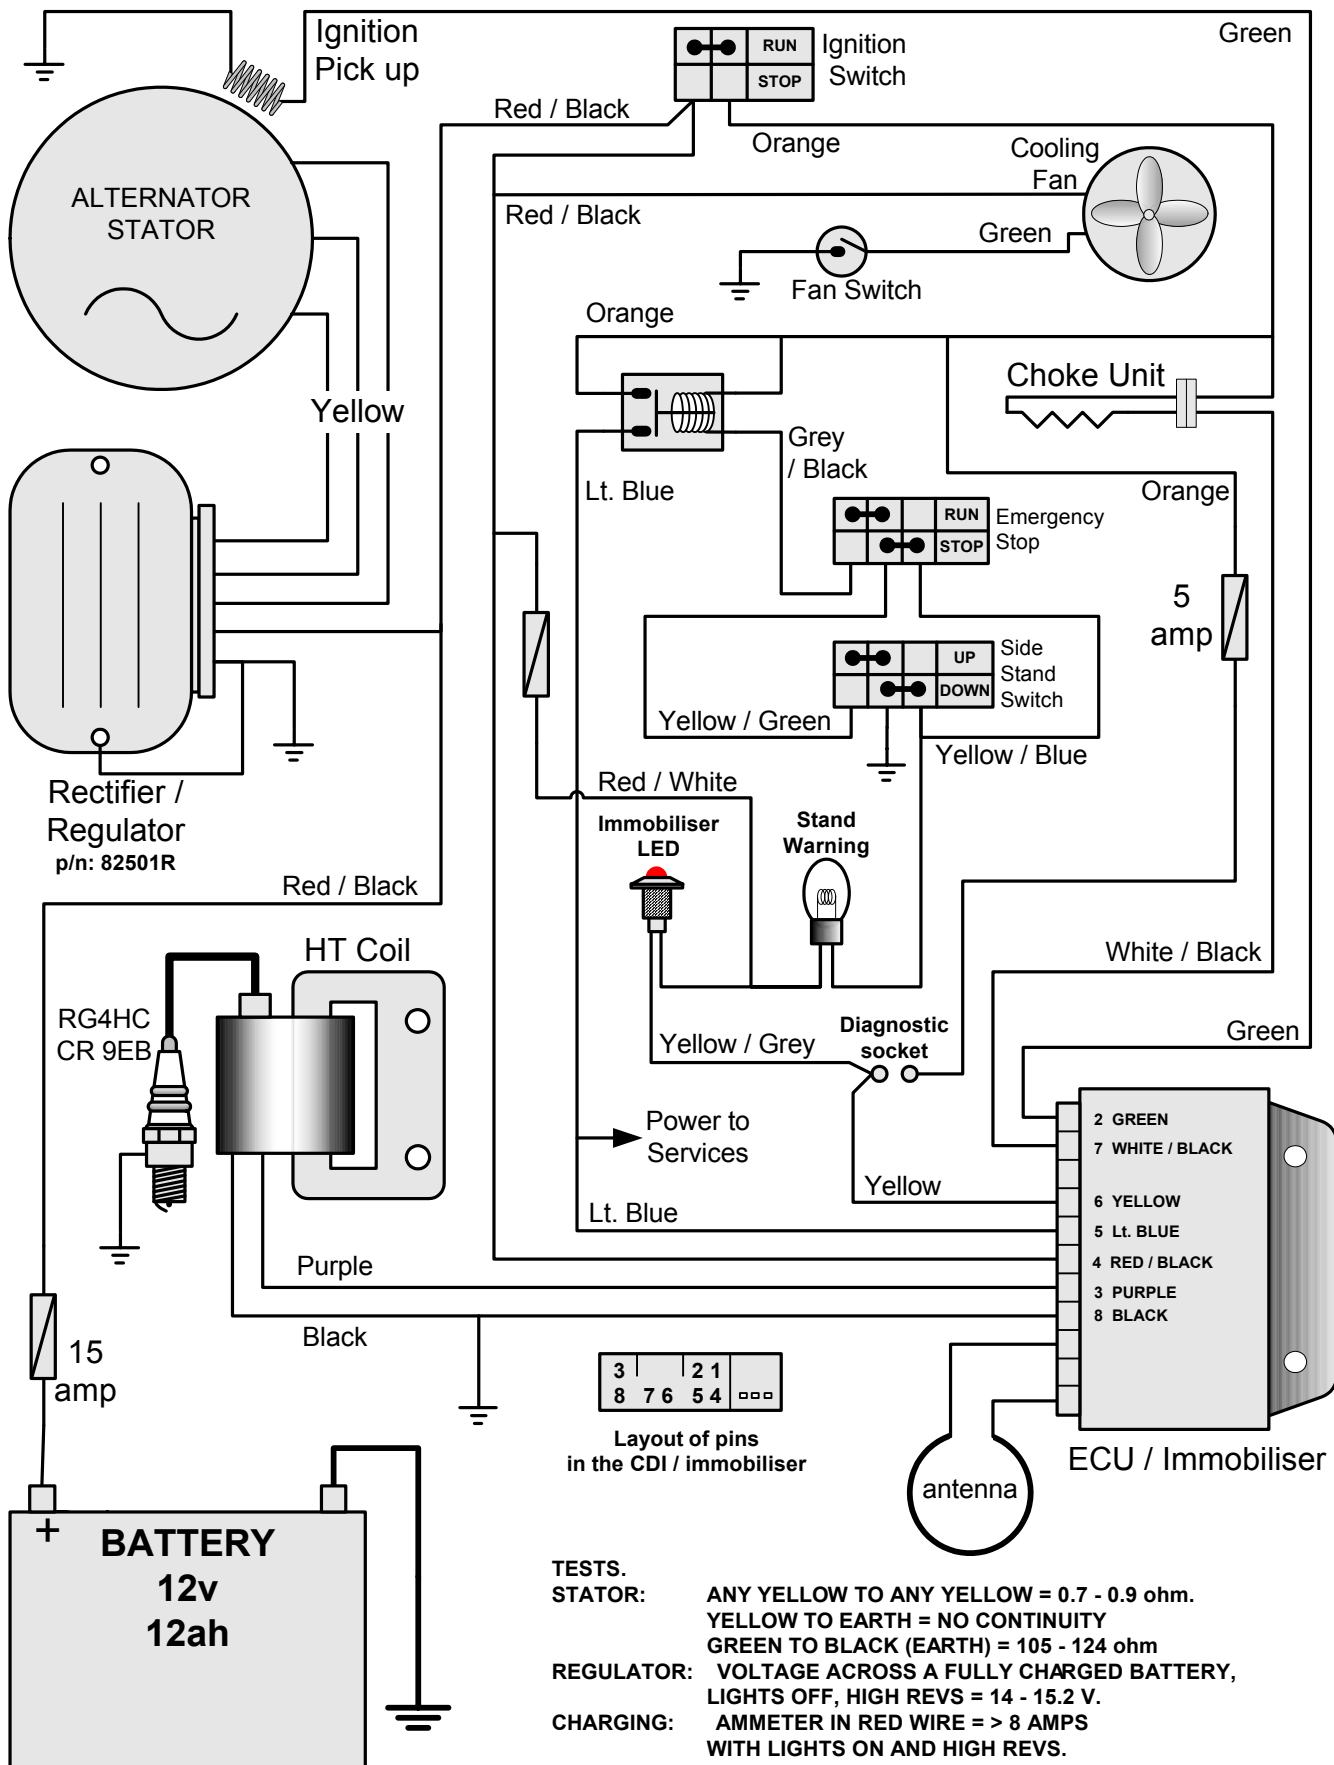 Ignition
Pick up
Green
RUN
STOP
Ignition
Switch
Red / Black
Orange
Cooling
Fan
ALTERNATOR
STATOR
Red / Black
Green
Fan Switch
Orange
Choke Unit
Yellow
Grey
/ Black
Lt. Blue
Orange
RUN
STOP
Emergency
Stop
5
amp
UP
DOWN
Side
Stand
Switch
Yellow / Green
Yellow / Blue
Rectifier /
Regulator
p/n: 82501R
Red / White
Immobiliser
LED
Stand
Warning
Red / Black
HT Coil
White / Black
RG4HC
CR 9EB
Yellow / Grey
Diagnostic
socket
Green
Power to
Services
2 GREEN
7 WHITE / BLACK
6 YELLOW
5 Lt. BLUE
4 RED / BLACK
3 PURPLE
8 BLACK
Yellow
Lt. Blue
Purple
Black
15
amp
3 2 1
8 7 6 5 4
Layout of pins
in the CDI / immobiliser
ECU / Immobiliser
antenna
+
BATTERY
12v
12ah
TESTS.
STATOR: ANY YELLOW TO ANY YELLOW = 0.7 - 0.9 ohm.
YELLOW TO EARTH = NO CONTINUITY
GREEN TO BLACK (EARTH) = 105 - 124 ohm
REGULATOR: VOLTAGE ACROSS A FULLY CHARGED BATTERY,
LIGHTS OFF, HIGH REVS = 14 - 15.2 V.
CHARGING: AMMETER IN RED WIRE = > 8 AMPS
WITH LIGHTS ON AND HIGH REVS.